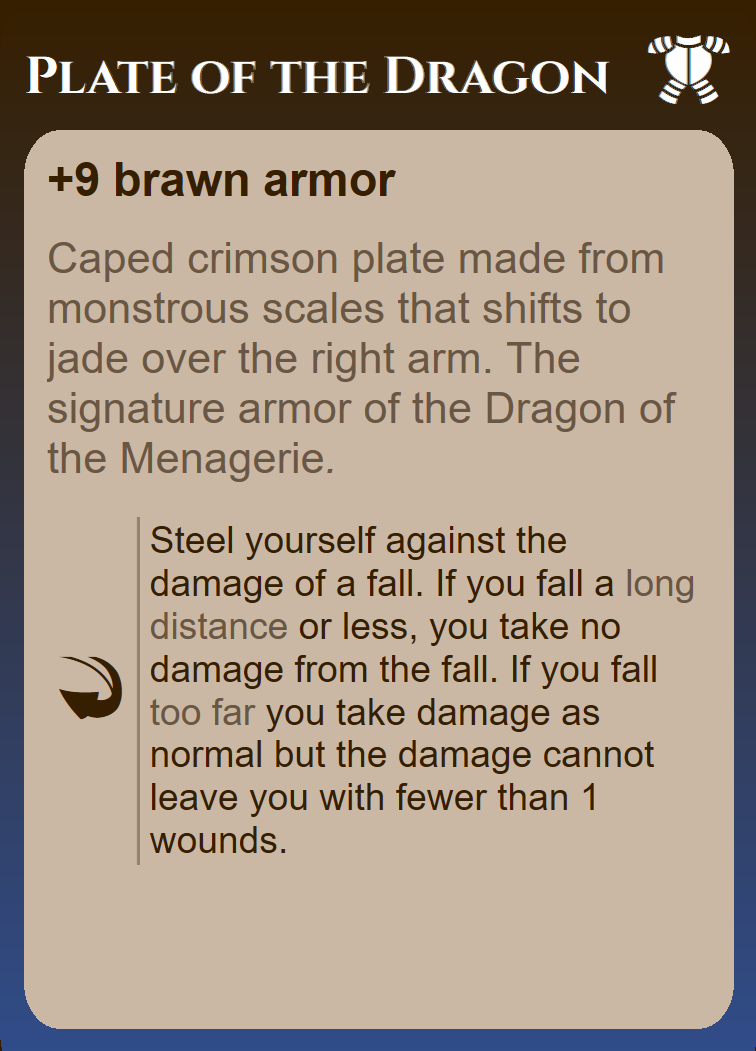 Plate of the Dragon
+9 brawn armor
Caped crimson plate made from
monstrous scales that shifts to
jade over the right arm. The
signature armor of the Dragon of
the Menagerie.
Steel yourself against the
damage of a fall. If you fall a long
distance or less, you take no
damage from the fall. If you fall
too far you take damage as
normal but the damage cannot
leave you with fewer than 1
wounds.